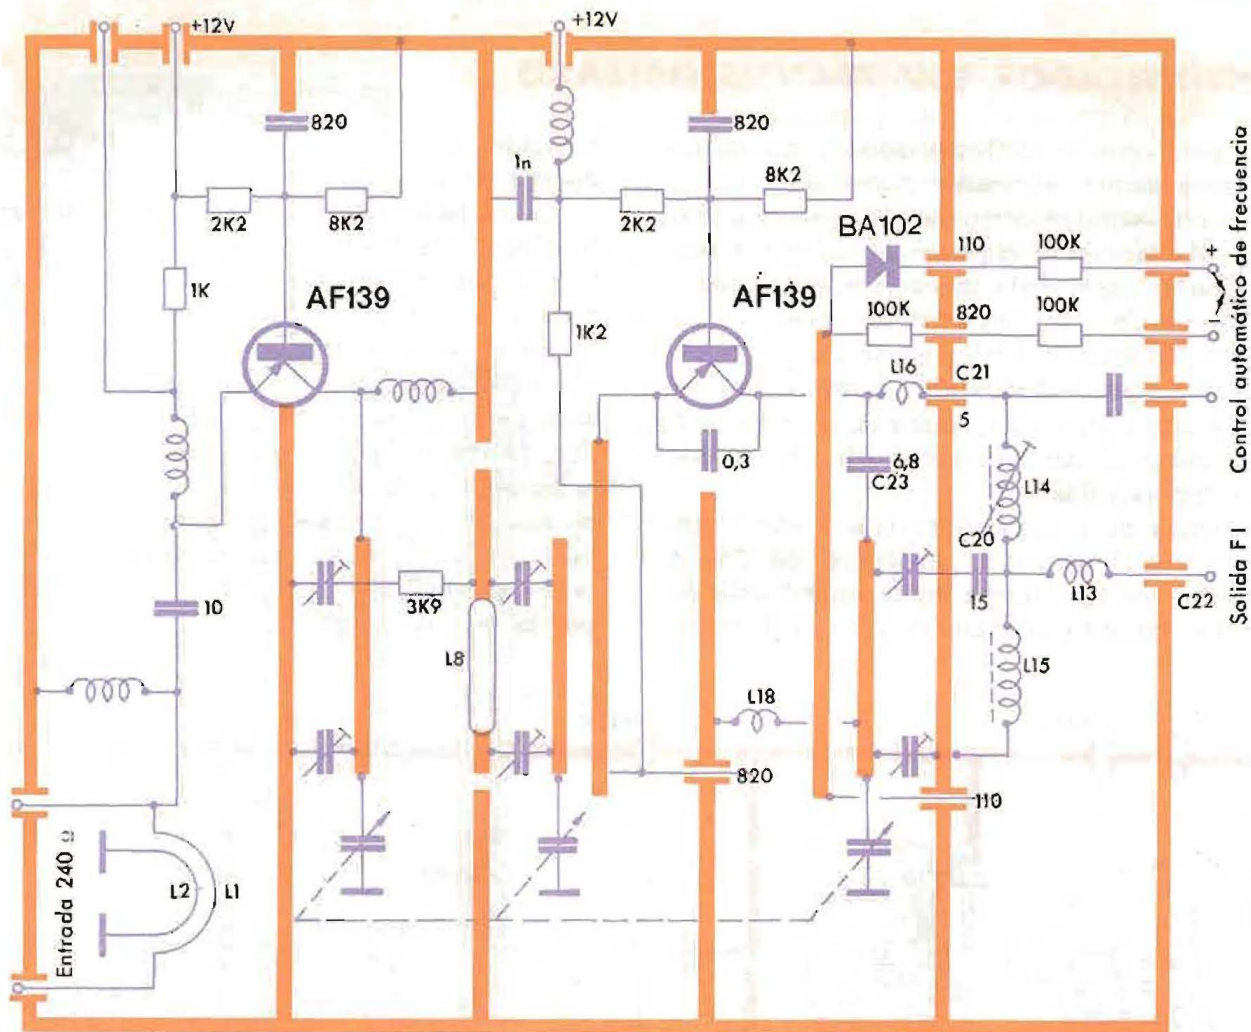 +12V
+12V
820
820
1n
8K2
2K2
8K2
2K2
BA102
110
100K
1K
AF139
AF139
100K
820
100K
+
-
1K2
L16
C21
5
0,3
6,8
C23
L14
C20
10
3K9
15
L13
C22
L8
L15
L18
820
110
Entrada 240 Ω
L2
L1
Salida FI
Control automático de frecuencia